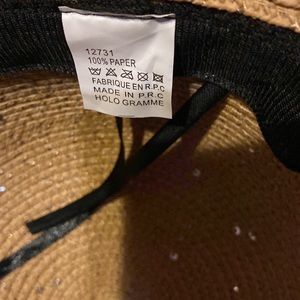 12731
100% PAPER
FABRIQUE EN R.P.C
MADE IN P.R.C
HOLO GRAMME